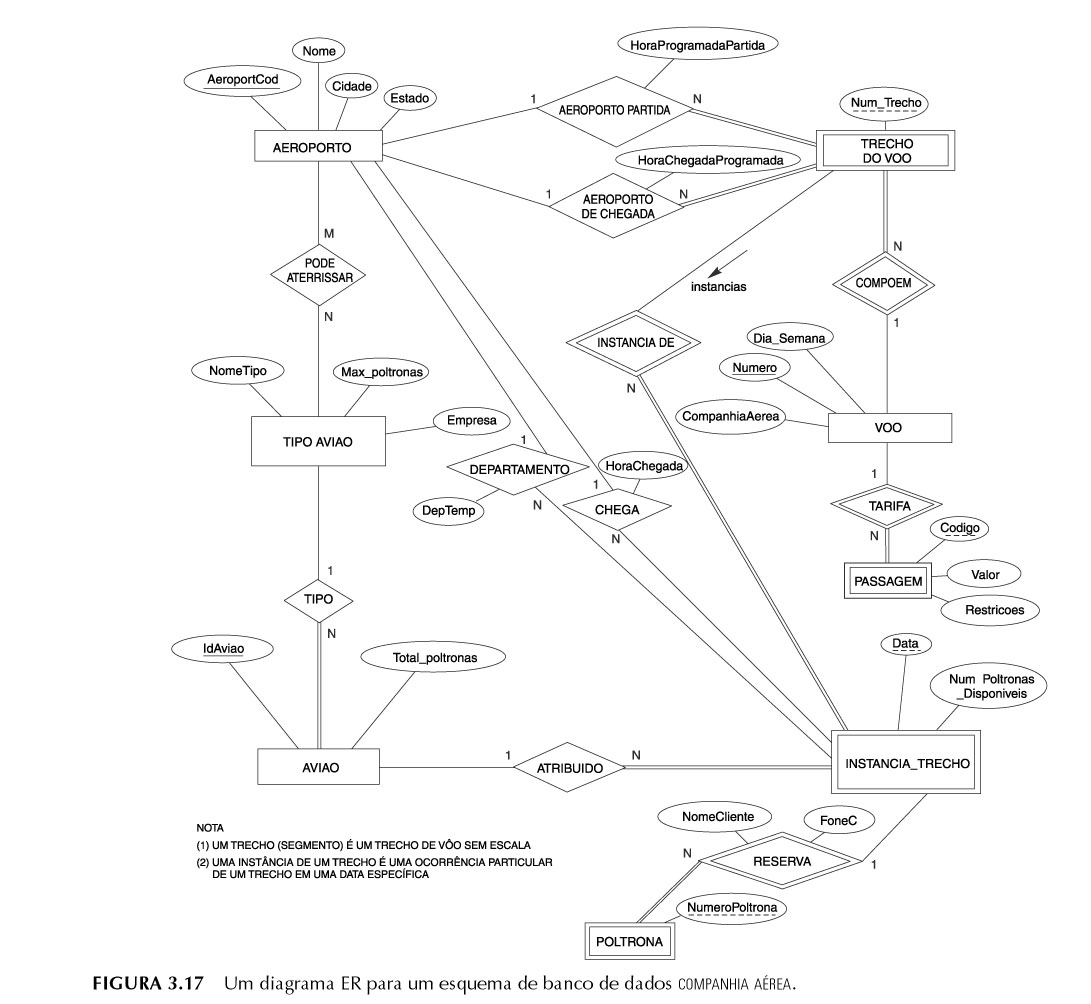 Nome
HoraProgramadaPartida
AeroportCod
Cidade
Estado
1
AEROPORTO PARTIDA
N
Num_Trecho
AEROPORTO
TRECHO
DO VOO
HoraChegadaProgramada
1
AEROPORTO
DE CHEGADA
N
M
PODE
ATERRISSAR
N
instancias
N
COMPOEM
1
INSTANCIA DE
N
Dia_Semana
Numero
CompanhiaAerea
VOO
NomeTipo
Max_poltronas
Empresa
TIPO AVIAO
1
DEPARTAMENTO
DepTemp
N
HoraChegada
1
CHEGA
N
1
TARIFA
N
Codigo
PASSAGEM
Valor
Restricoes
1
TIPO
N
IdAviao
Total_poltronas
Data
Num Poltronas
_Disponiveis
AVIAO
1
ATRIBUIDO
N
INSTANCIA_TRECHO
NomeCliente
FoneC
N
RESERVA
1
NumeroPoltrona
POLTRONA
NOTA
(1) UM TRECHO (SEGMENTO) É UM TRECHO DE VÔO SEM ESCALA
(2) UMA INSTÂNCIA DE UM TRECHO É UMA OCORRÊNCIA PARTICULAR
DE UM TRECHO EM UMA DATA ESPECÍFICA
FIGURA 3.17 Um diagrama ER para um esquema de banco de dados COMPANHIA AÉREA.